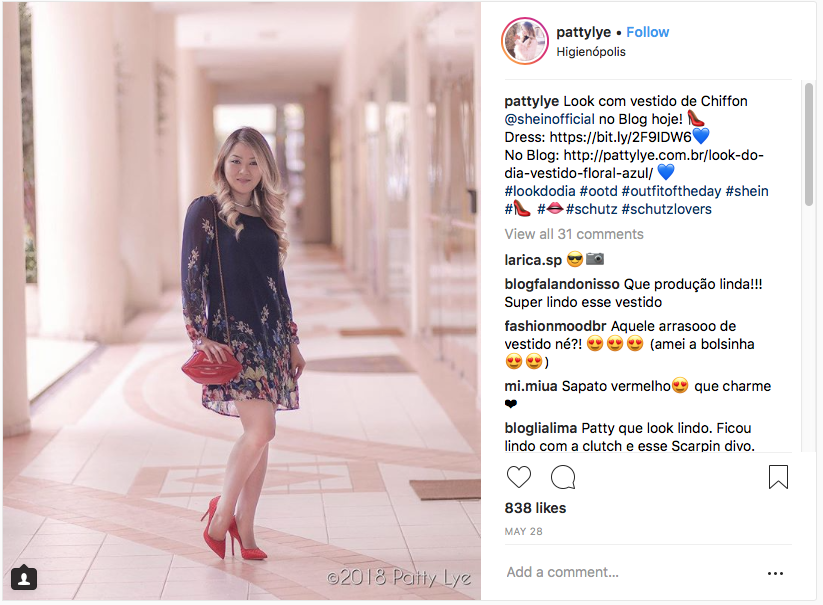 pattylye • Follow
Higienópolis
pattylye Look com vestido de Chiffon
@sheinofficial no Blog hoje! 👠
Dress: https://bit.ly/2F9IDW6💙
No Blog: http://pattylye.com.br/look-do-
dia-vestido-floral-azul/ 💙
#lookdodia #ootd #outfitoftheday #shein
#👠 #👄#schutz #schutzlovers
View all 31 comments
larica.sp 😎📷
blogfalandonisso Que produção linda!!!
Super lindo esse vestido
fashionmoodbr Aquele arrasooo de
vestido né?! 😍😍😍 (amei a bolsinha
😍😍)
mi.miua Sapato vermelho😍 que charme
❤
bloglialima Patty que look lindo. Ficou
lindo com a clutch e esse Scarpin divo.
838 likes
MAY 28
Add a comment...
©2018 Patty Lye